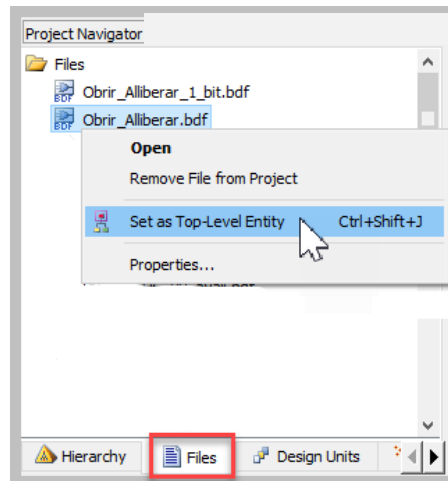 Project Navigator
Files
Obrir_Alliberar_1_bit.bdf
Obrir_Alliberar.bdf
Open
Remove File from Project
Set as Top-Level Entity Ctrl+Shift+J
Properties...
Hierarchy Files Design Units